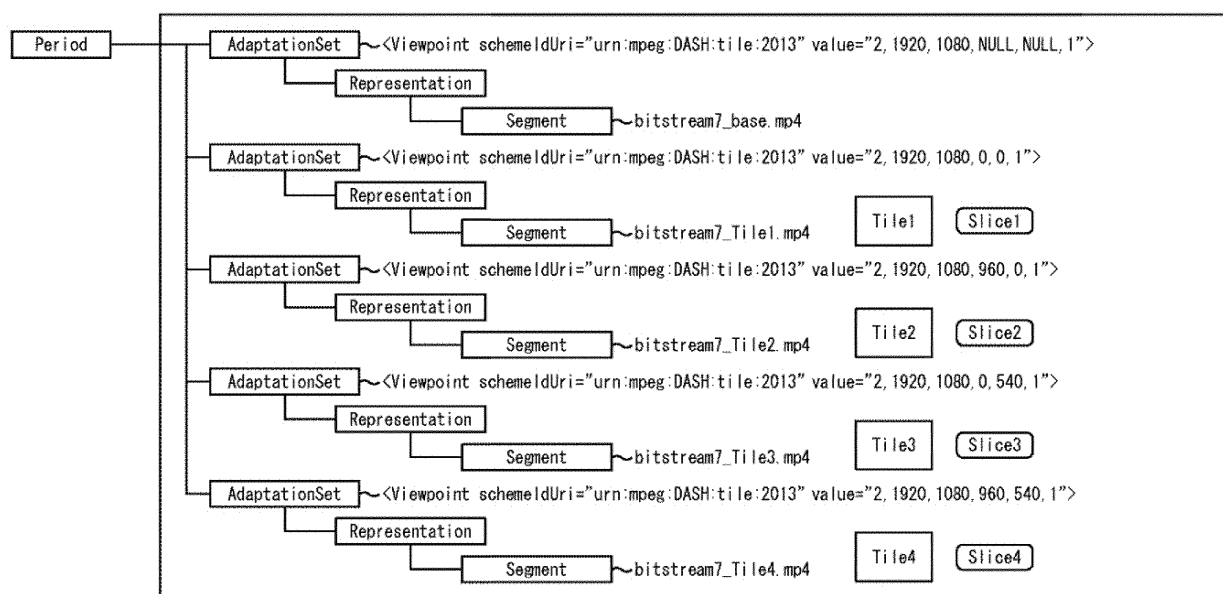 Period
AdaptationSet <Viewpoint schemeIdUri="urn:mpeg:DASH:tile:2013" value="2, 1920, 1080, NULL, NULL, 1">
Representation
Segment bitstream7_base.mp4
AdaptationSet <Viewpoint schemeIdUri="urn:mpeg:DASH:tile:2013" value="2, 1920, 1080, 0, 0, 1">
Representation
Segment bitstream7_Tile1.mp4 Tile1 Slice1
AdaptationSet <Viewpoint schemeIdUri="urn:mpeg:DASH:tile:2013" value="2, 1920, 1080, 960, 0, 1">
Representation
Segment bitstream7_Tile2.mp4 Tile2 Slice2
AdaptationSet <Viewpoint schemeIdUri="urn:mpeg:DASH:tile:2013" value="2, 1920, 1080, 0, 540, 1">
Representation
Segment bitstream7_Tile3.mp4 Tile3 Slice3
AdaptationSet <Viewpoint schemeIdUri="urn:mpeg:DASH:tile:2013" value="2, 1920, 1080, 960, 540, 1">
Representation
Segment bitstream7_Tile4.mp4 Tile4 Slice4